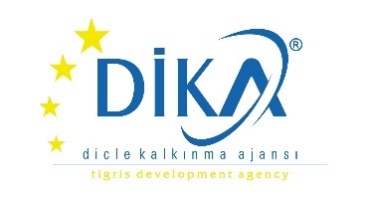 DİKA®
dicle kalkınma ajansı
tigris development agency